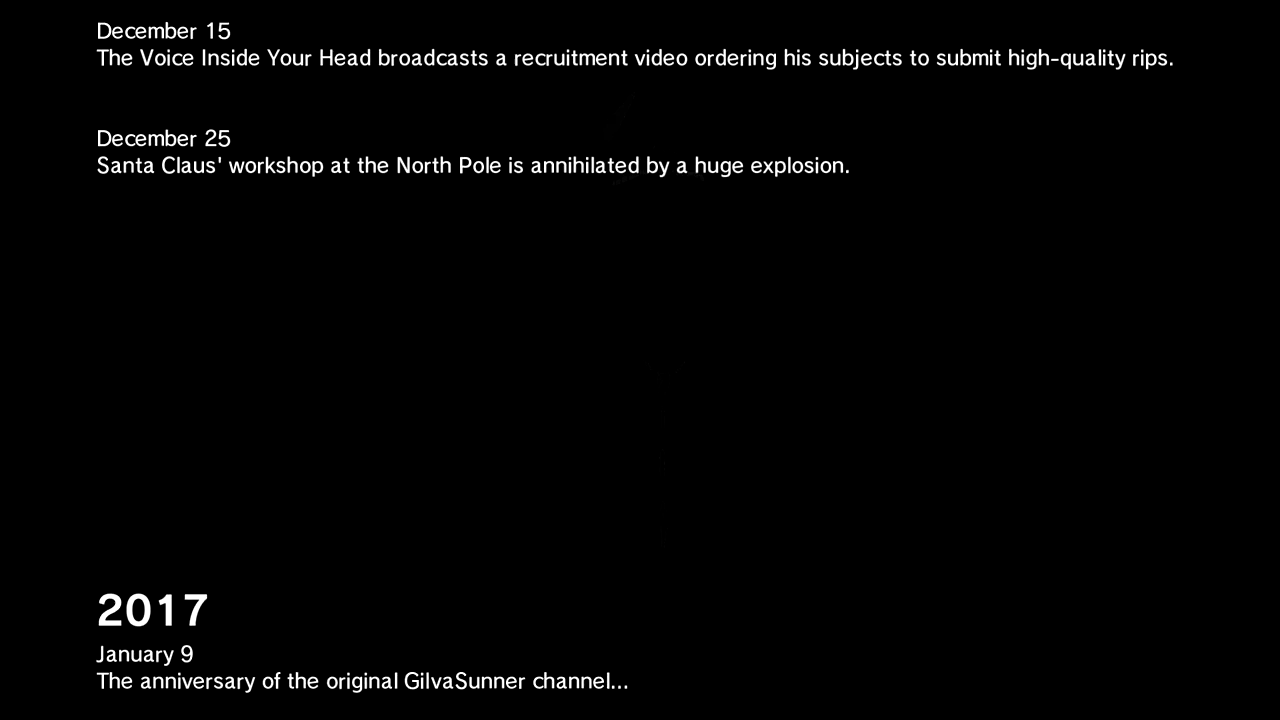 December 15
The Voice Inside Your Head broadcasts a recruitment video ordering his subjects to submit high-quality rips.
December 25
Santa Claus' workshop at the North Pole is annihilated by a huge explosion.
2017
January 9
The anniversary of the original GilvaSunner channel...